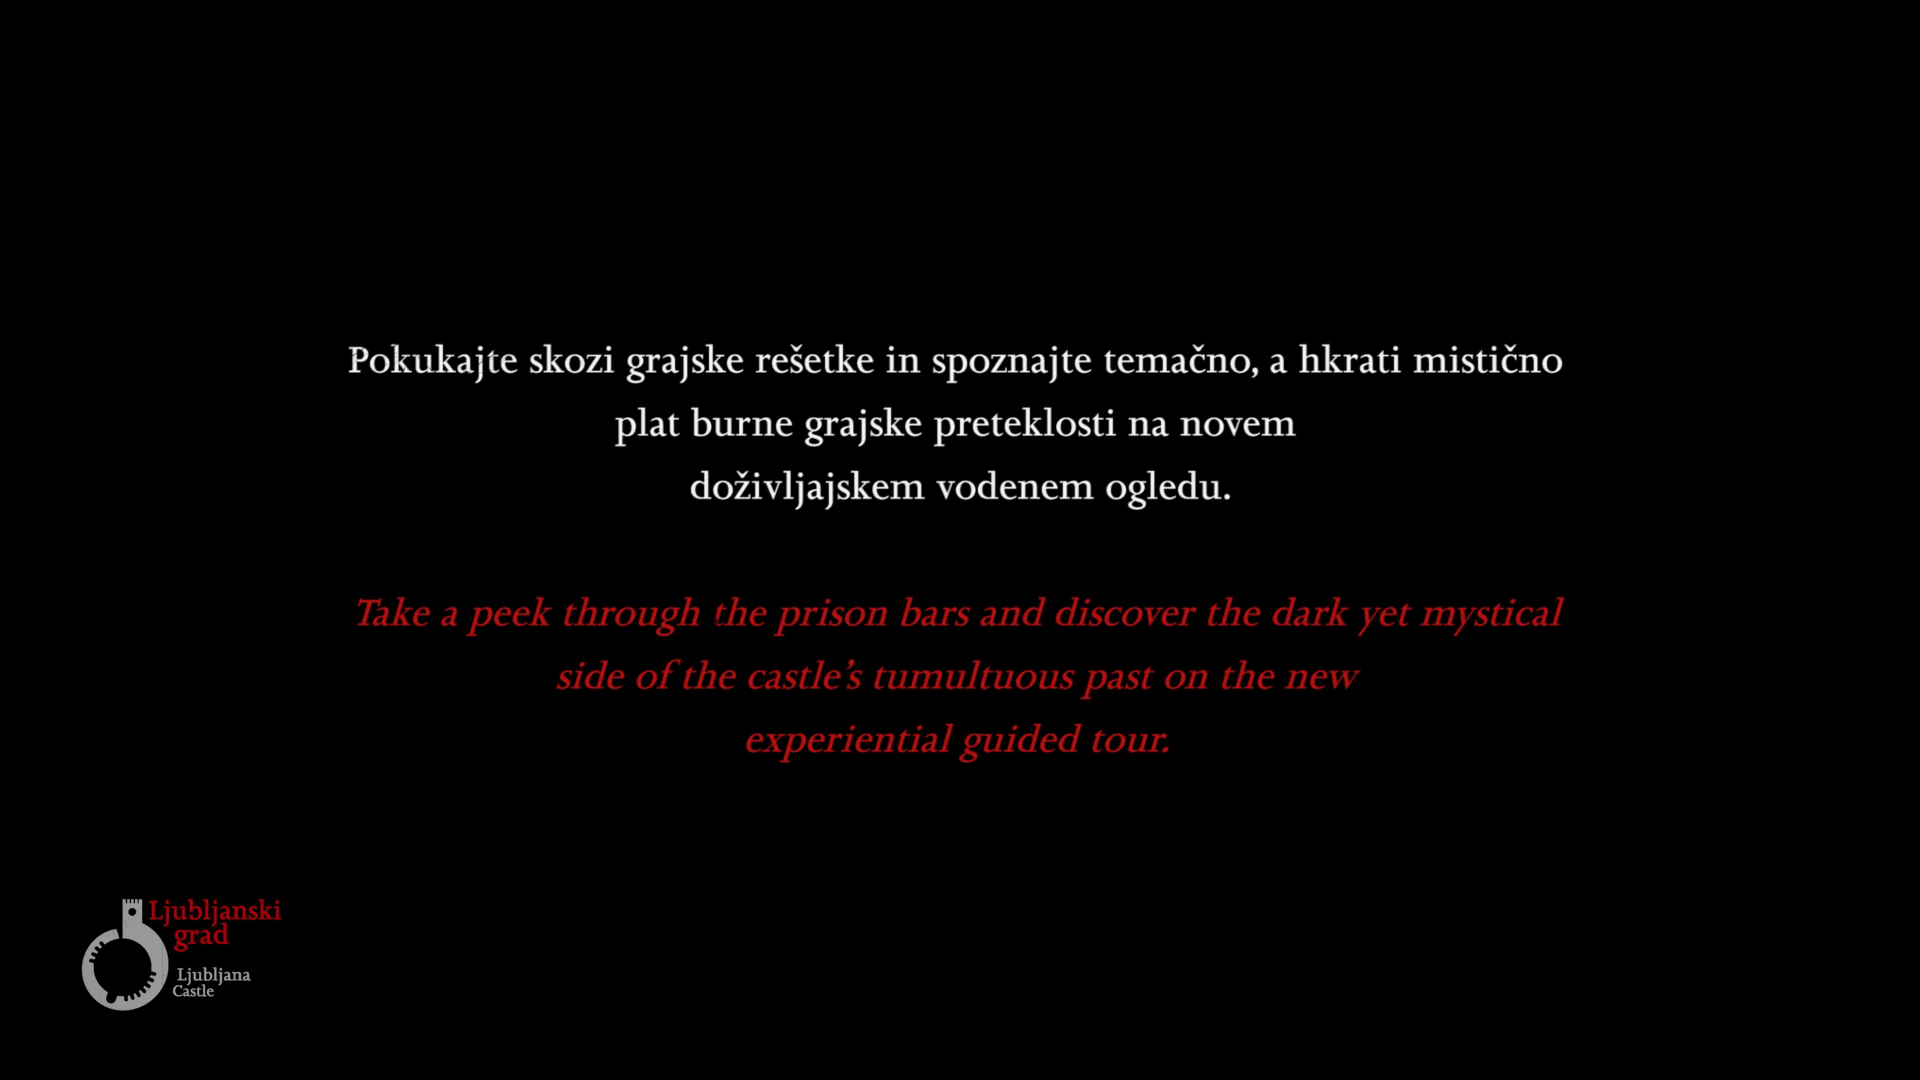 Pokukajte skozi grajske rešetke in spoznajte temačno, a hkrati mistično
plat burne grajske preteklosti na novem
doživljajskem vodenem ogledu.
Take a peek through the prison bars and discover the dark yet mystical
side of the castle’s tumultuous past on the new
experiential guided tour.
Ljubljanski
grad
Ljubljana
Castle